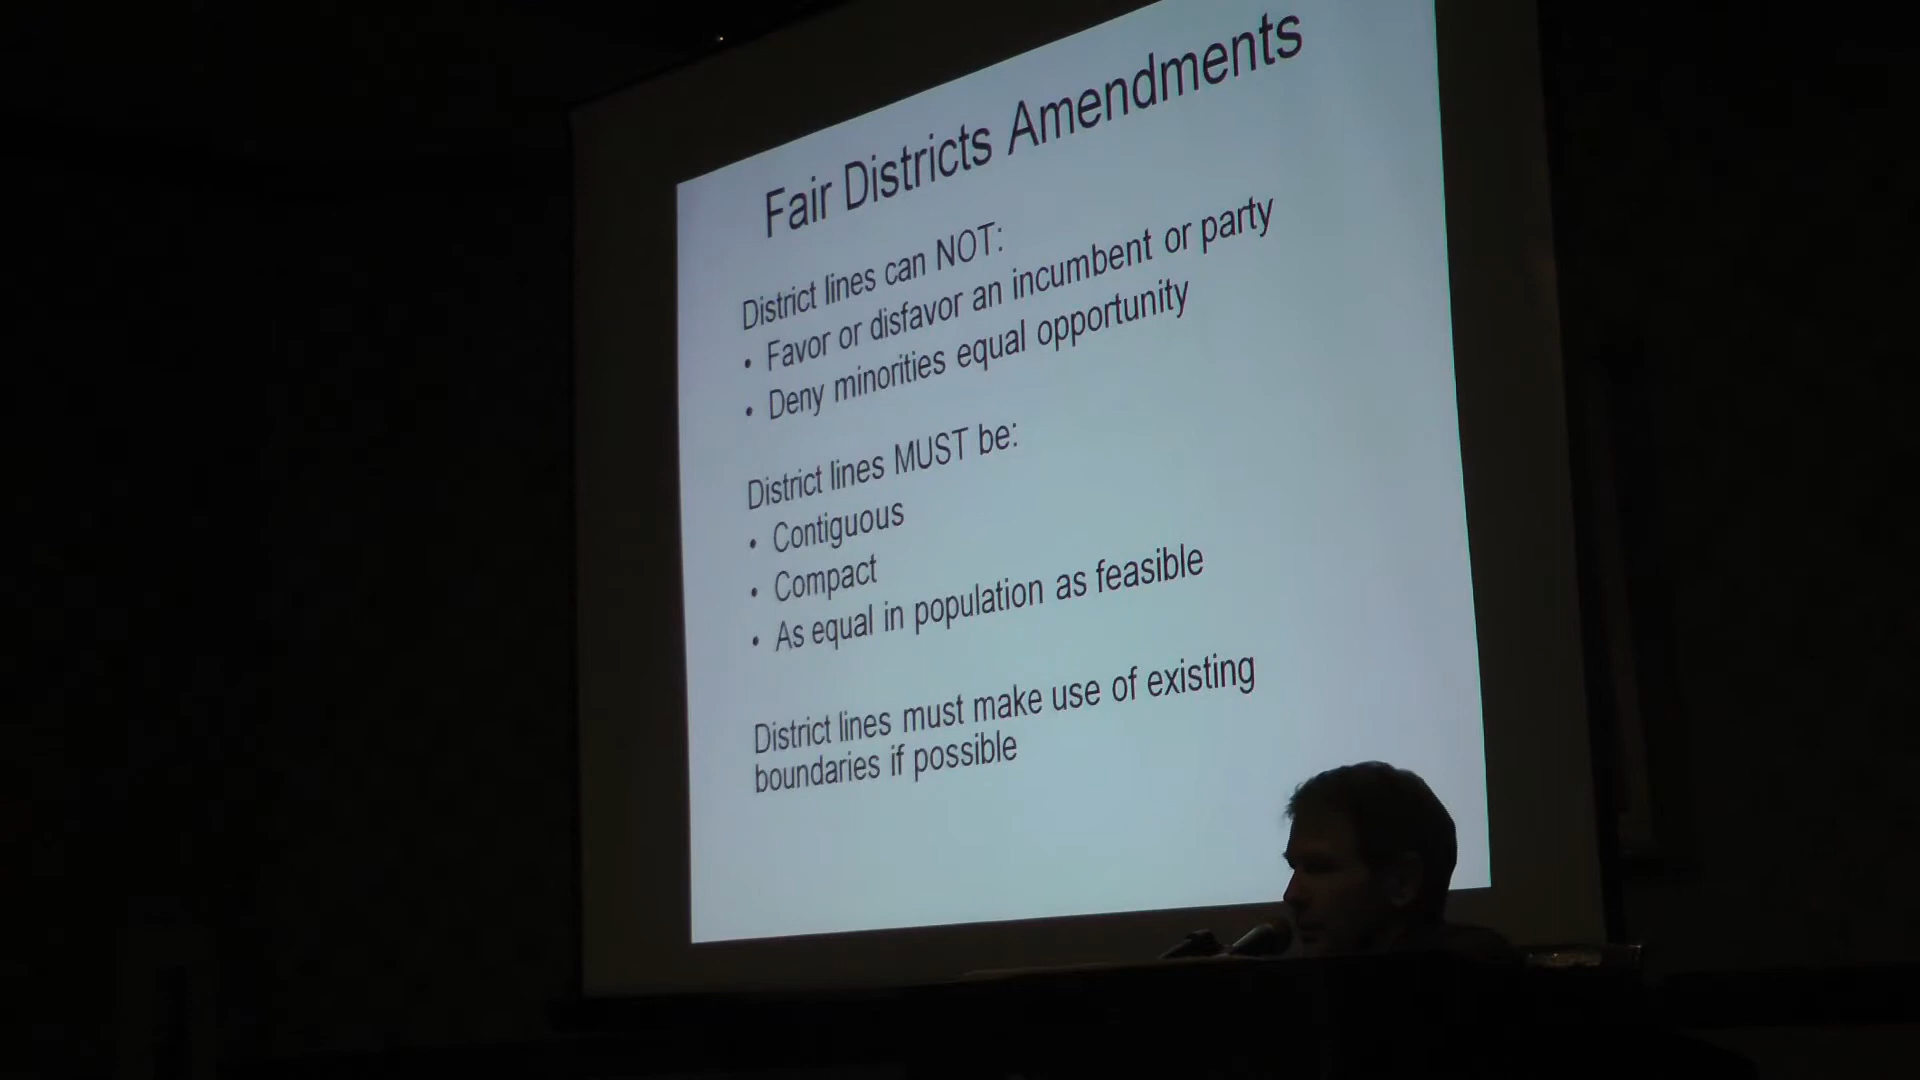 Fair Districts Amendments
District lines can NOT:
• Favor or disfavor an incumbent or party
• Deny minorities equal opportunity
District lines MUST be:
• Contiguous
• Compact
• As equal in population as feasible
District lines must make use of existing
boundaries if possible